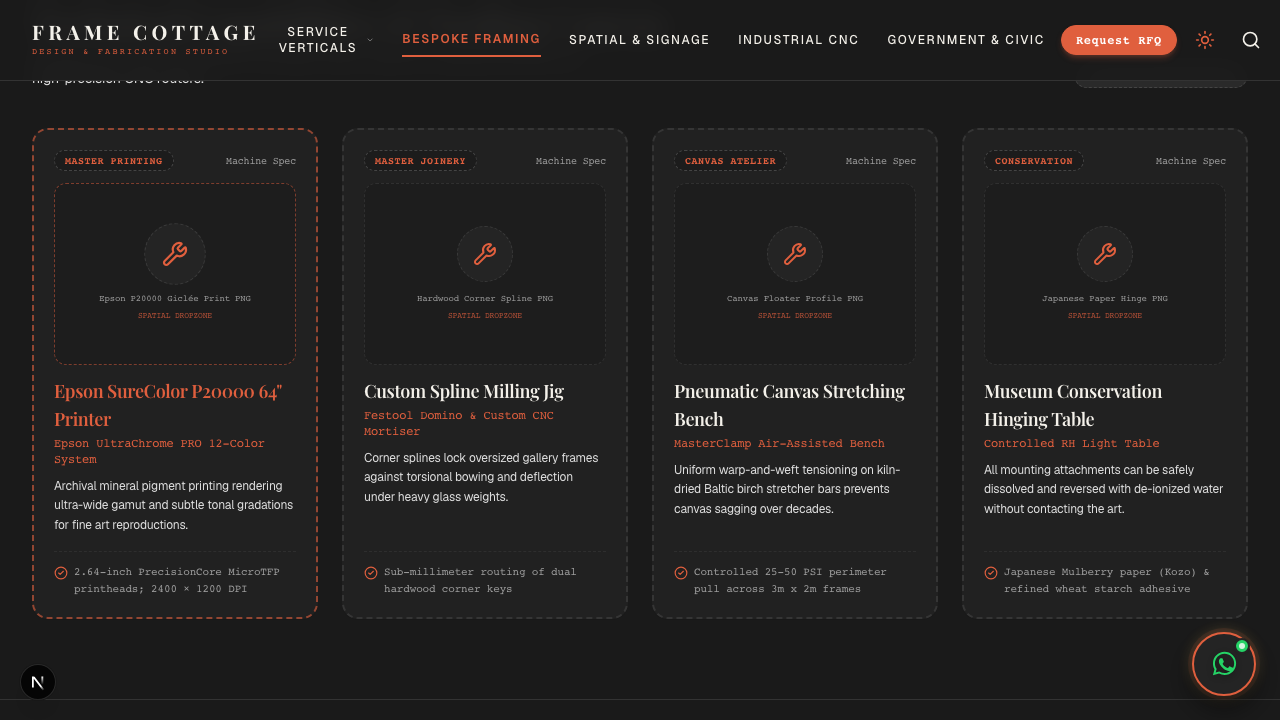 FRAME COTTAGE
DESIGN & FABRICATION STUDIO
SERVICE
VERTICALS
BESPOKE FRAMING
SPATIAL & SIGNAGE
INDUSTRIAL CNC
GOVERNMENT & CIVIC
Request RFQ
MASTER PRINTING
Machine Spec
Epson P20000 Giclée Print PNG
SPATIAL DROPZONE
Epson SureColor P20000 64"
Printer
Epson UltraChrome PRO 12-Color
System
Archival mineral pigment printing rendering
ultra-wide gamut and subtle tonal gradations
for fine art reproductions.
2.64-inch PrecisionCore MicroTFP
printheads; 2400 × 1200 DPI
MASTER JOINERY
Machine Spec
Hardwood Corner Spline PNG
SPATIAL DROPZONE
Custom Spline Milling Jig
Festool Domino & Custom CNC
Mortiser
Corner splines lock oversized gallery frames
against torsional bowing and deflection
under heavy glass weights.
Sub-millimeter routing of dual
hardwood corner keys
CANVAS ATELIER
Machine Spec
Canvas Floater Profile PNG
SPATIAL DROPZONE
Pneumatic Canvas Stretching
Bench
MasterClamp Air-Assisted Bench
Uniform warp-and-weft tensioning on kiln-
dried Baltic birch stretcher bars prevents
canvas sagging over decades.
Controlled 25-50 PSI perimeter
pull across 3m x 2m frames
CONSERVATION
Machine Spec
Japanese Paper Hinge PNG
SPATIAL DROPZONE
Museum Conservation
Hinging Table
Controlled RH Light Table
All mounting attachments can be safely
dissolved and reversed with de-ionized water
without contacting the art.
Japanese Mulberry paper (Kozo) &
refined wheat starch adhesive
N